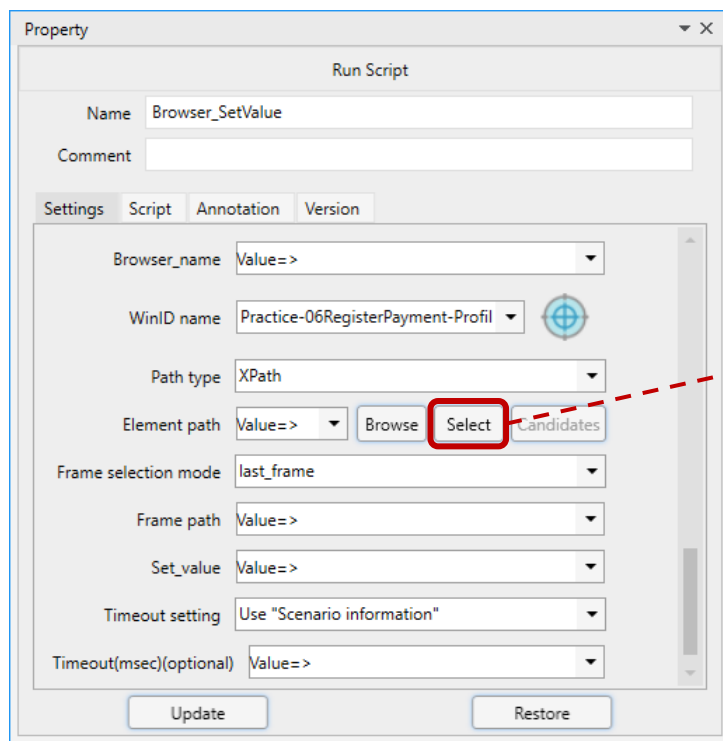 Property
Run Script
Name Browser_SetValue
Comment
Settings Script Annotation Version
Browser_name Value=>
WinID name Practice-06RegisterPayment-Profil
Path type XPath
Element path Value=> Browse Select Candidates
Frame selection mode last_frame
Frame path Value=>
Set_value Value=>
Timeout setting Use "Scenario information"
Timeout(msec)(optional) Value=>
Update Restore